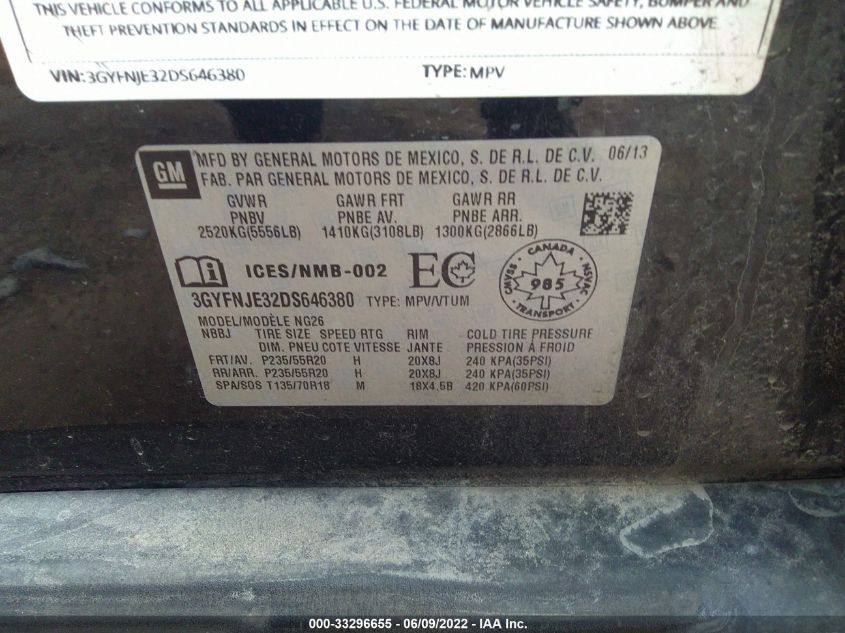 THIS VEHICLE CONFORMS TO ALL APPLICABLE U.S. FEDERAL MOTOR VEHICLE SAFETY, BUMPER AND
THEFT PREVENTION STANDARDS IN EFFECT ON THE DATE OF MANUFACTURE SHOWN ABOVE.
VIN:3GYFNJE32DS646380 TYPE: MPV
GM MFD BY GENERAL MOTORS DE MEXICO, S. DE R.L. DE C.V. 06/13
FAB. PAR GENERAL MOTORS DE MEXICO, S. DE R.L. DE C.V.
GVWR GAWR FRT GAWR RR
PNBV PNBE AV. PNBE ARR.
2520KG(5556LB) 1410KG(3108LB) 1300KG(2866LB)
ICES/NMB-002 EC CANADA CMVSS 985 NSVAC TRANSPORT
3GYFNJE32DS646380 TYPE: MPV/VTUM
MODEL/MODÈLE NG26
NBBJ TIRE SIZE SPEED RTG RIM COLD TIRE PRESSURE
DIM. PNEU COTE VITESSE JANTE PRESSION À FROID
FRT/AV. P235/55R20 H 20X8J 240 KPA(35PSI)
RR/ARR. P235/55R20 H 20X8J 240 KPA(35PSI)
SPA/SOS T135/70R18 M 18X4.5B 420 KPA(60PSI)
000-33296655 - 06/09/2022 - IAA Inc.